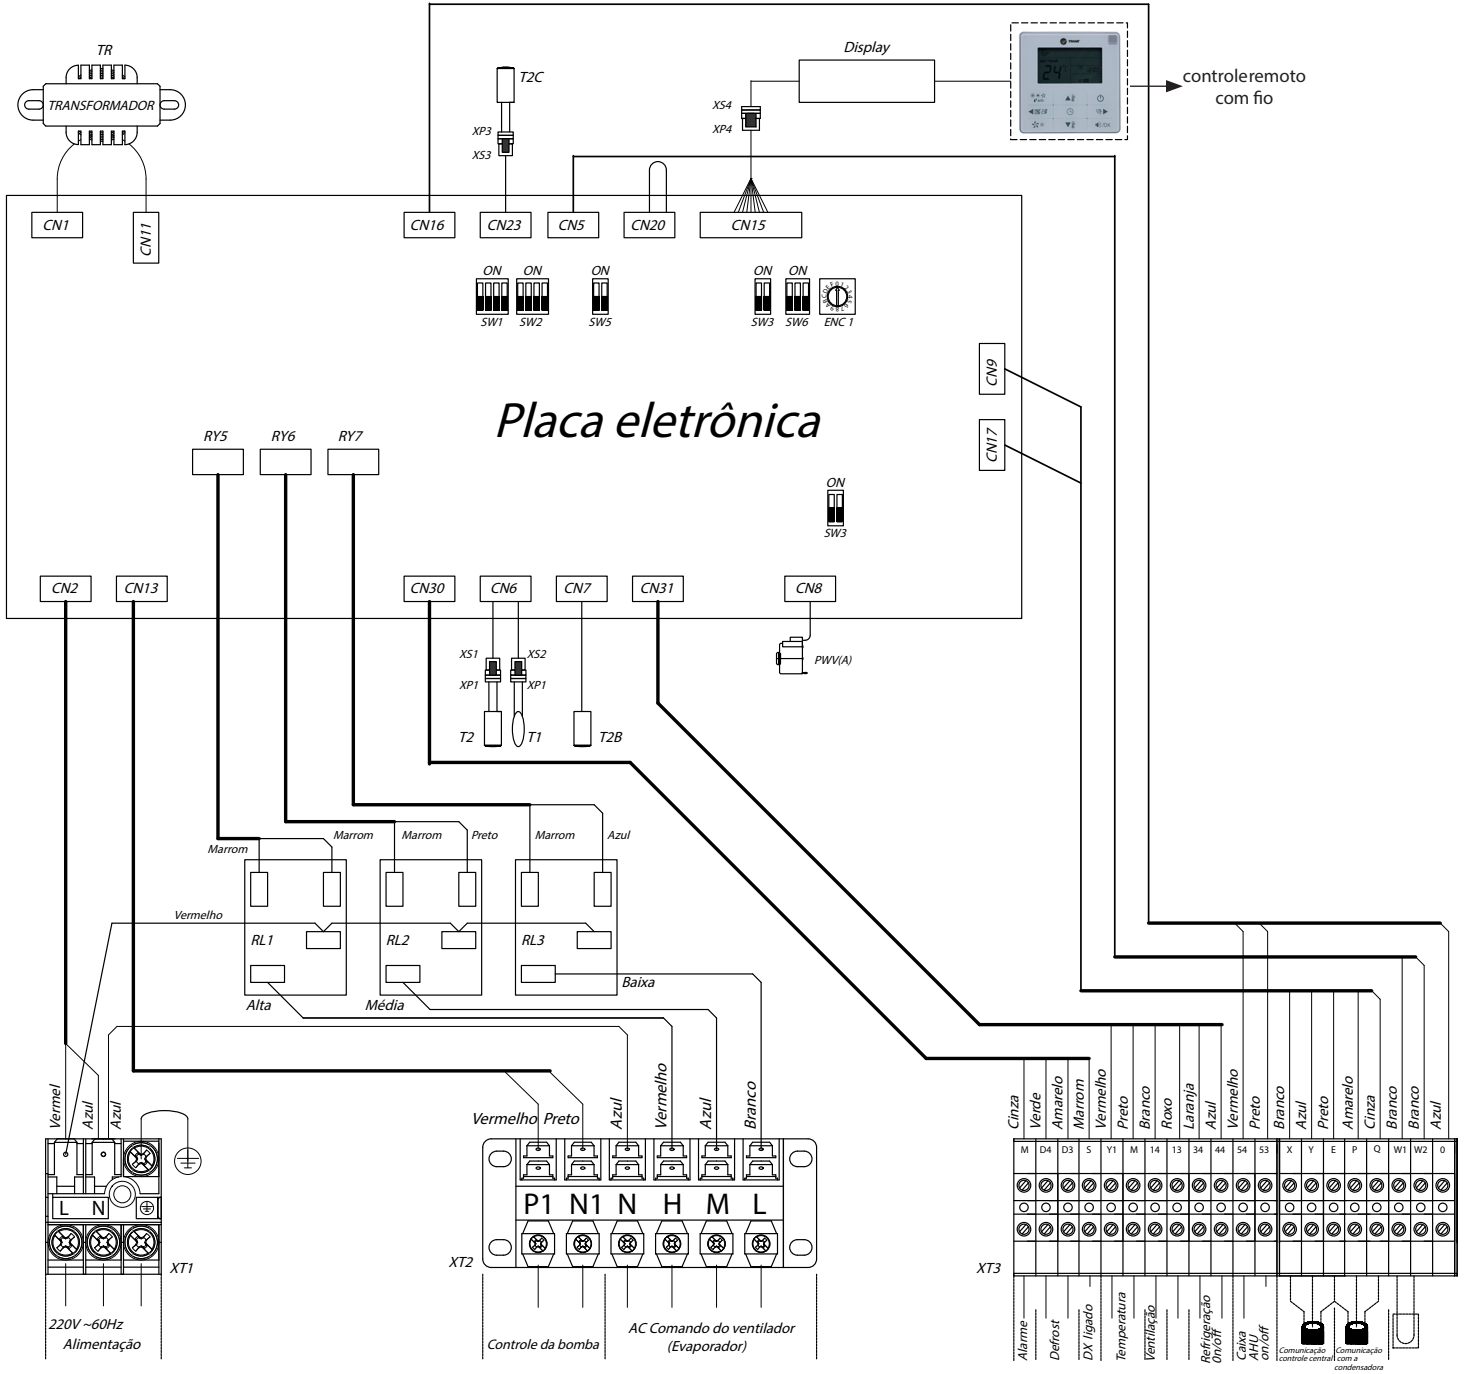 TR
TRANSFORMADOR
T2C
XP3
XS3
Display
XS4
XP4
TRANE
24
controleremoto
com fio
CN1
CN11
CN16
CN23
CN5
CN20
CN15
ON
ON
ON
ON
ON
SW1
SW2
SW5
SW3
SW6
ENC 1
CN9
CN17
Placa eletrônica
RY5
RY6
RY7
ON
SW3
CN2
CN13
CN30
CN6
CN7
CN31
CN8
XS1
XS2
XP1
XP1
T2
T1
T2B
PWV(A)
Marrom
Marrom
Marrom
Preto
Marrom
Azul
Vermelho
RL1
RL2
RL3
Alta
Média
Baixa
Vermel
Azul
Azul
Vermelho
Preto
Azul
Vermelho
Azul
Branco
Cinza
Verde
Amarelo
Marrom
Vermelho
Preto
Branco
Roxo
Laranja
Azul
Vermelho
Preto
Branco
Azul
Preto
Amarelo
Cinza
Branco
Branco
Azul
M
D4
D3
S
Y1
M
14
13
34
44
54
53
X
Y
E
P
Q
W1
W2
0
L
N
P1
N1
N
H
M
L
XT1
XT2
XT3
220V ~60Hz
Alimentação
Controle da bomba
AC Comando do ventilador
(Evaporador)
Alarme
Defrost
DX ligado
Temperatura
Ventilação
Refrigeração
0n/off
Caixa
AHU
on/off
Comunicação
controle central
Comunicação
com a
condensadora